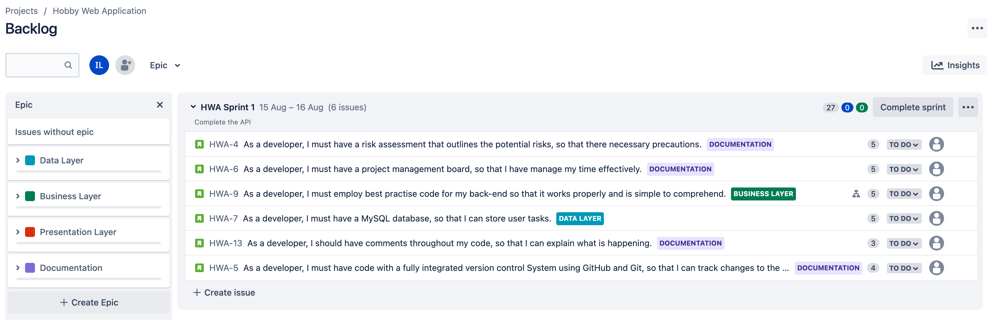 Projects / Hobby Web Application
Backlog
IL Epic Insights
Epic
Issues without epic
Data Layer
Business Layer
Presentation Layer
Documentation
+ Create Epic
HWA Sprint 1 15 Aug – 16 Aug (6 issues) 27 0 0 Complete sprint
Complete the API
HWA-4 As a developer, I must have a risk assessment that outlines the potential risks, so that there necessary precautions. DOCUMENTATION 5 TO DO
HWA-6 As a developer, I must have a project management board, so that I have manage my time effectively. DOCUMENTATION 5 TO DO
HWA-9 As a developer, I must employ best practise code for my back-end so that it works properly and is simple to comprehend. BUSINESS LAYER 5 TO DO
HWA-7 As a developer, I must have a MySQL database, so that I can store user tasks. DATA LAYER 5 TO DO
HWA-13 As a developer, I should have comments throughout my code, so that I can explain what is happening. DOCUMENTATION 3 TO DO
HWA-5 As a developer, I must have code with a fully integrated version control System using GitHub and Git, so that I can track changes to the ... DOCUMENTATION 4 TO DO
+ Create issue